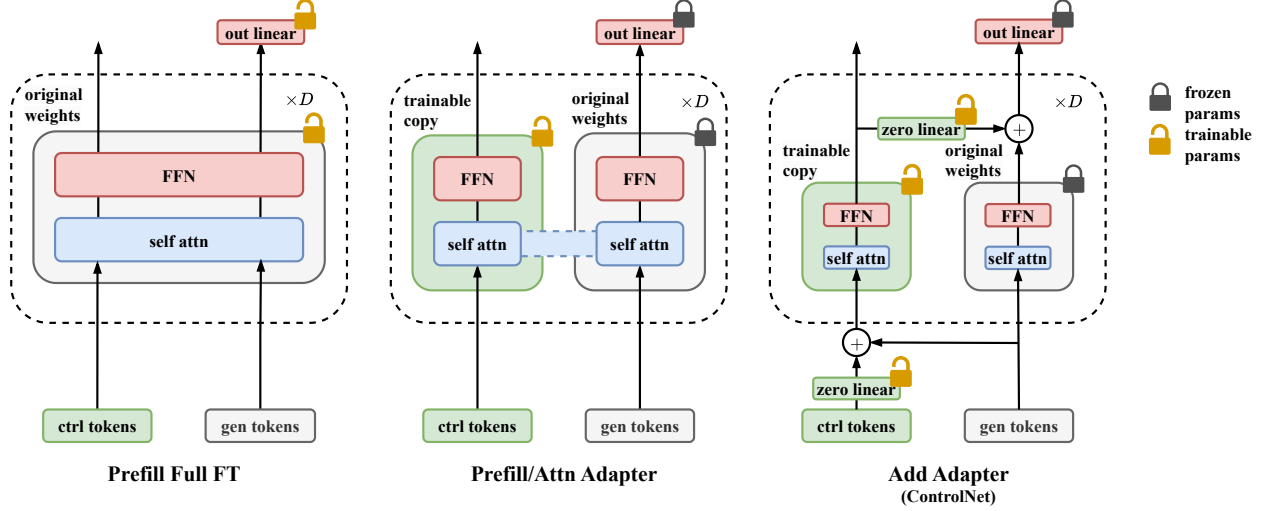 out linear
original
weights
×D
FFN
self attn
ctrl tokens
gen tokens
Prefill Full FT
out linear
trainable
copy
original
weights
×D
FFN
FFN
self attn
self attn
ctrl tokens
gen tokens
Prefill/Attn Adapter
out linear
×D
zero linear
+
trainable
copy
original
weights
FFN
FFN
self attn
self attn
+
zero linear
ctrl tokens
gen tokens
Add Adapter
(ControlNet)
frozen
params
trainable
params